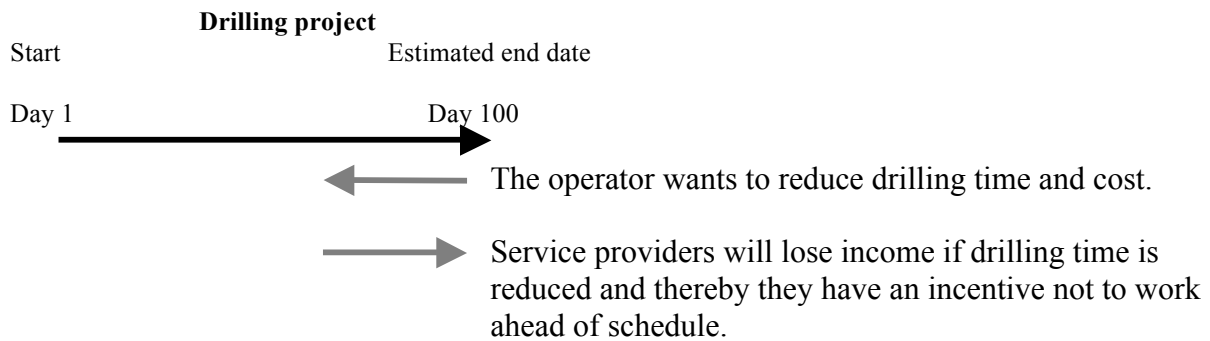 Drilling project
Start Estimated end date
Day 1 Day 100
The operator wants to reduce drilling time and cost.
Service providers will lose income if drilling time is
reduced and thereby they have an incentive not to work
ahead of schedule.